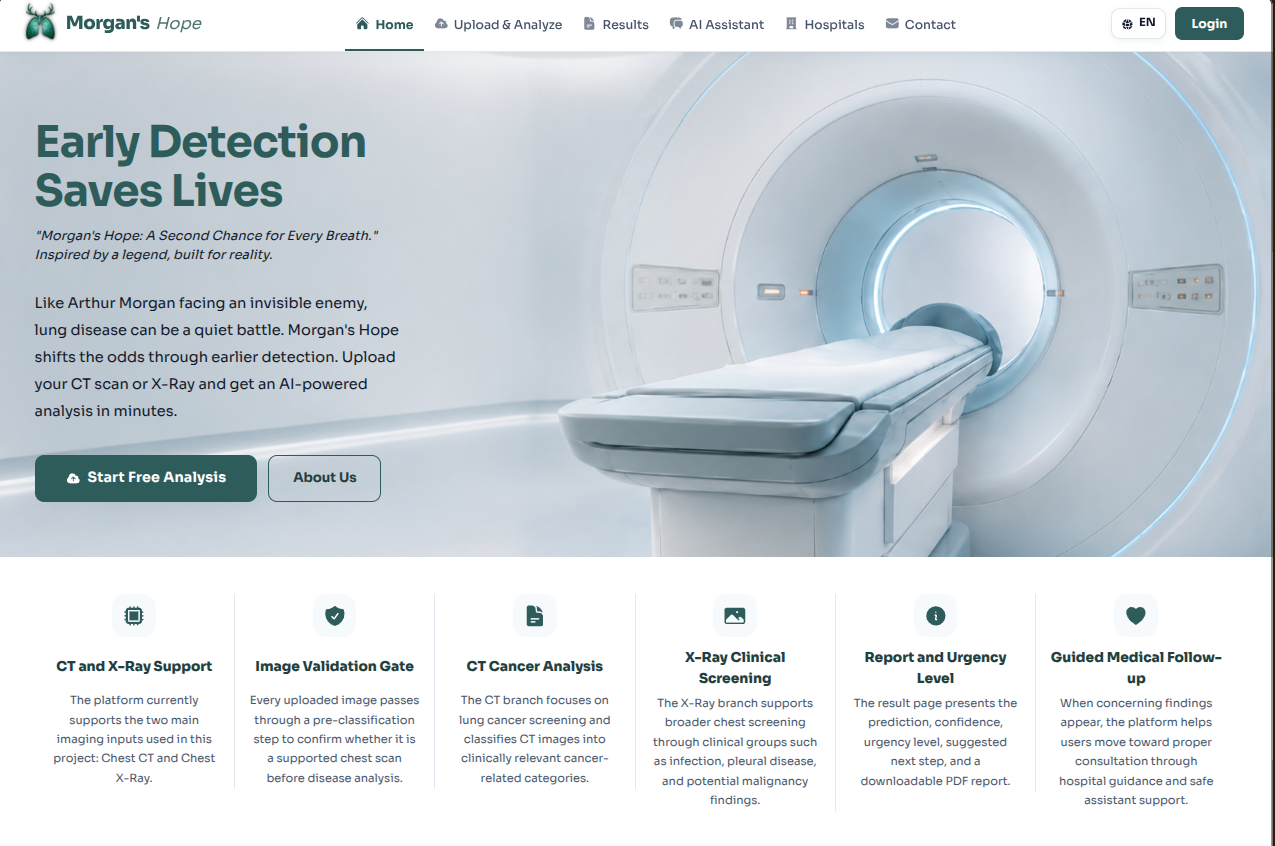 Morgan's Hope
Home
Upload & Analyze
Results
AI Assistant
Hospitals
Contact
EN
Login
Early Detection
Saves Lives
"Morgan's Hope: A Second Chance for Every Breath."
Inspired by a legend, built for reality.
Like Arthur Morgan facing an invisible enemy,
lung disease can be a quiet battle. Morgan's Hope
shifts the odds through earlier detection. Upload
your CT scan or X-Ray and get an AI-powered
analysis in minutes.
Start Free Analysis
About Us
CT and X-Ray Support
The platform currently
supports the two main
imaging inputs used in this
project: Chest CT and Chest
X-Ray.
Image Validation Gate
Every uploaded image passes
through a pre-classification
step to confirm whether it is
a supported chest scan
before disease analysis.
CT Cancer Analysis
The CT branch focuses on
lung cancer screening and
classifies CT images into
clinically relevant cancer-
related categories.
X-Ray Clinical
Screening
The X-Ray branch supports
broader chest screening
through clinical groups such
as infection, pleural disease,
and potential malignancy
findings.
Report and Urgency
Level
The result page presents the
prediction, confidence,
urgency level, suggested
next step, and a
downloadable PDF report.
Guided Medical Follow-
up
When concerning findings
appear, the platform helps
users move toward proper
consultation through
hospital guidance and safe
assistant support.